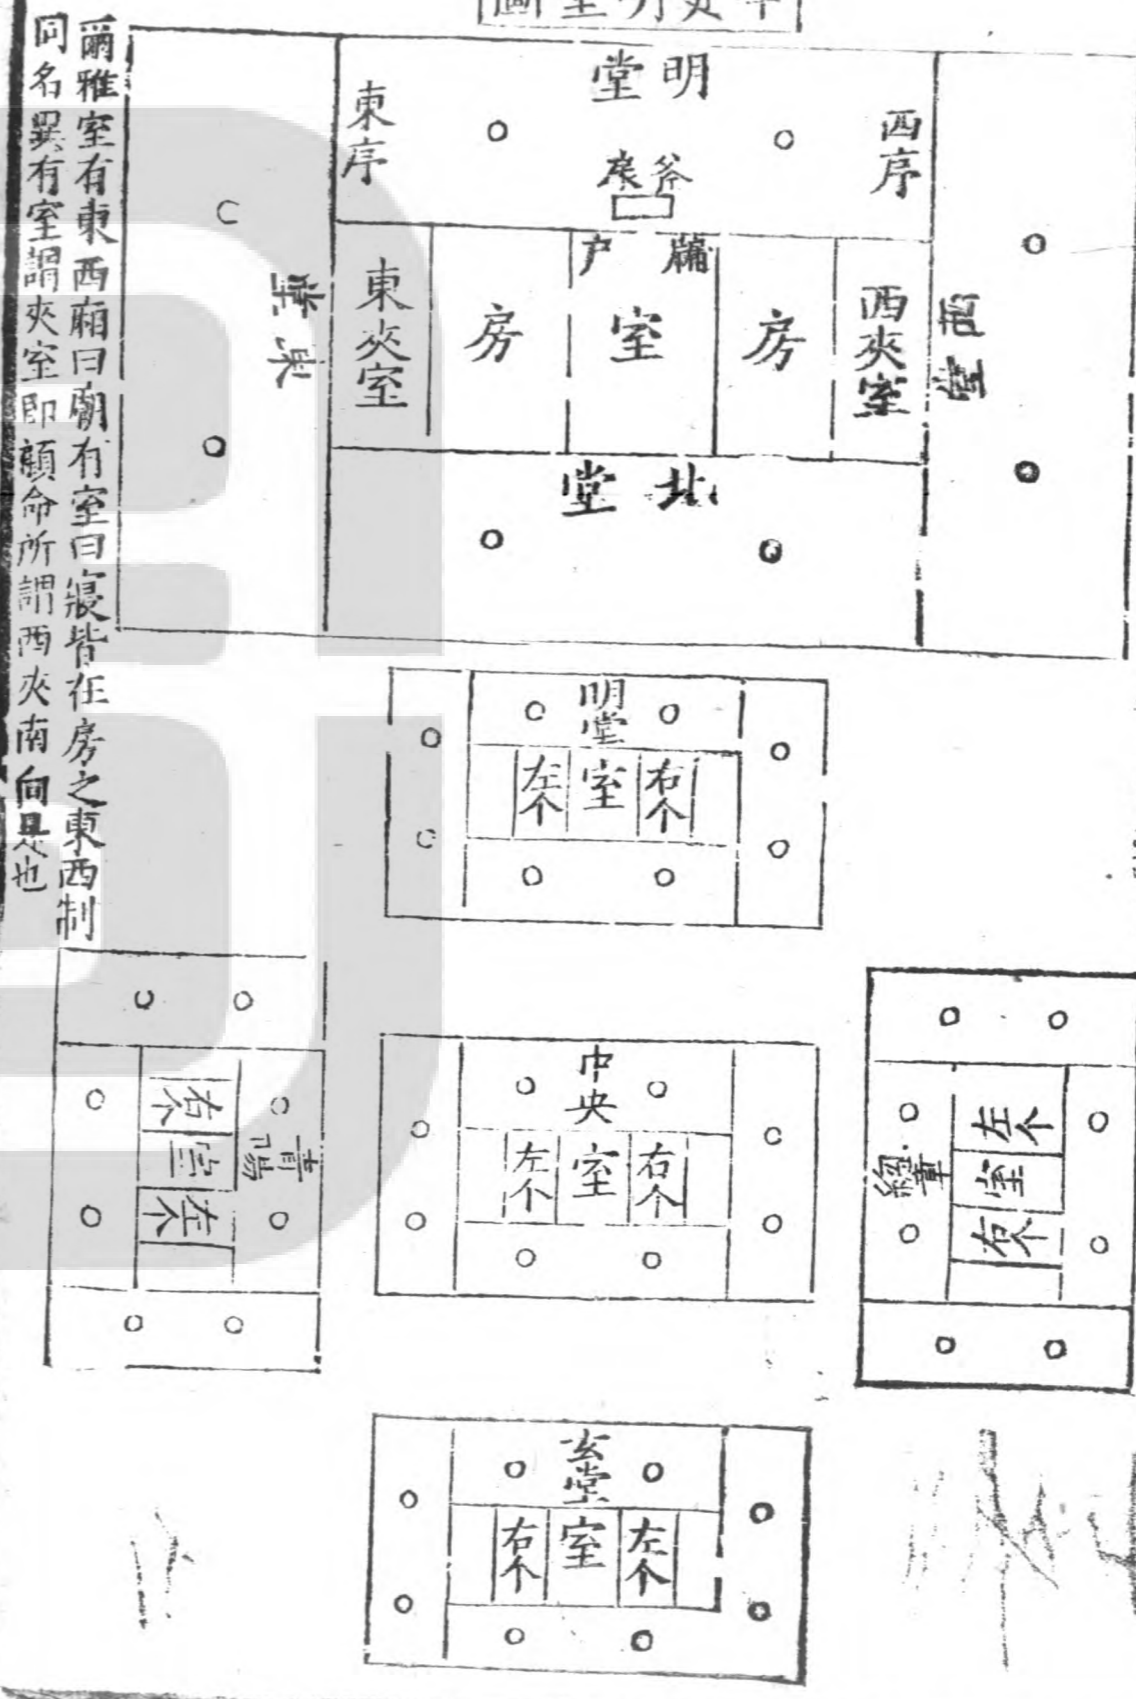 明堂
斧扆
西序
東序
牖
户
西夾室
房
室
房
東夾室
西堂
東堂
北堂
爾雅室有東西廂曰廟有室曰寢皆在房之東西制
同名異有室謂夾室即顧命所謂西夾南向是也
明堂
右个
室
左个
中央
右个
室
左个
總章
左个
室
右个
青陽
右个
室
左个
玄堂
左个
室
右个